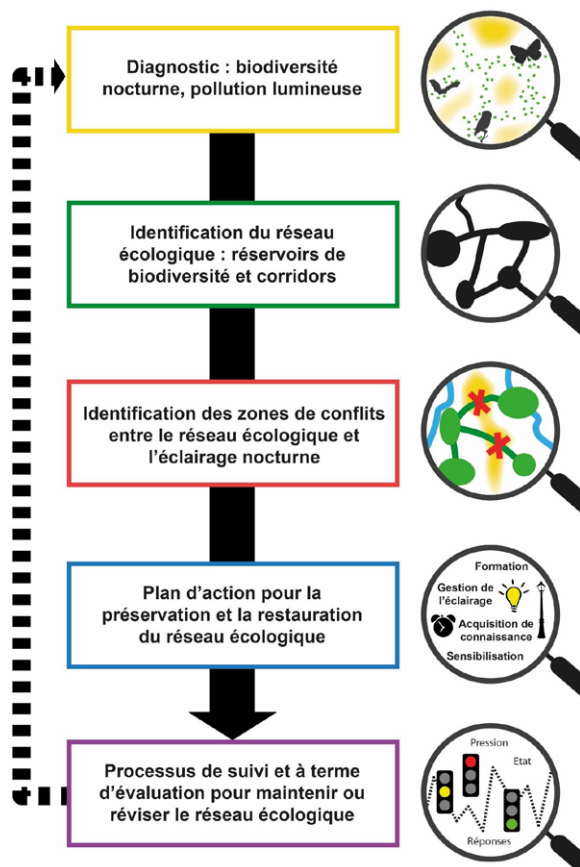 Diagnostic : biodiversité
nocturne, pollution lumineuse
Identification du réseau
écologique : réservoirs de
biodiversité et corridors
Identification des zones de conflits
entre le réseau écologique et
l'éclairage nocturne
Plan d'action pour la
préservation et la restauration
du réseau écologique
Formation
Gestion de
l'éclairage
Acquisition de
connaissance
Sensibilisation
Processus de suivi et à terme
d'évaluation pour maintenir ou
réviser le réseau écologique
Pression
Etat
Réponses